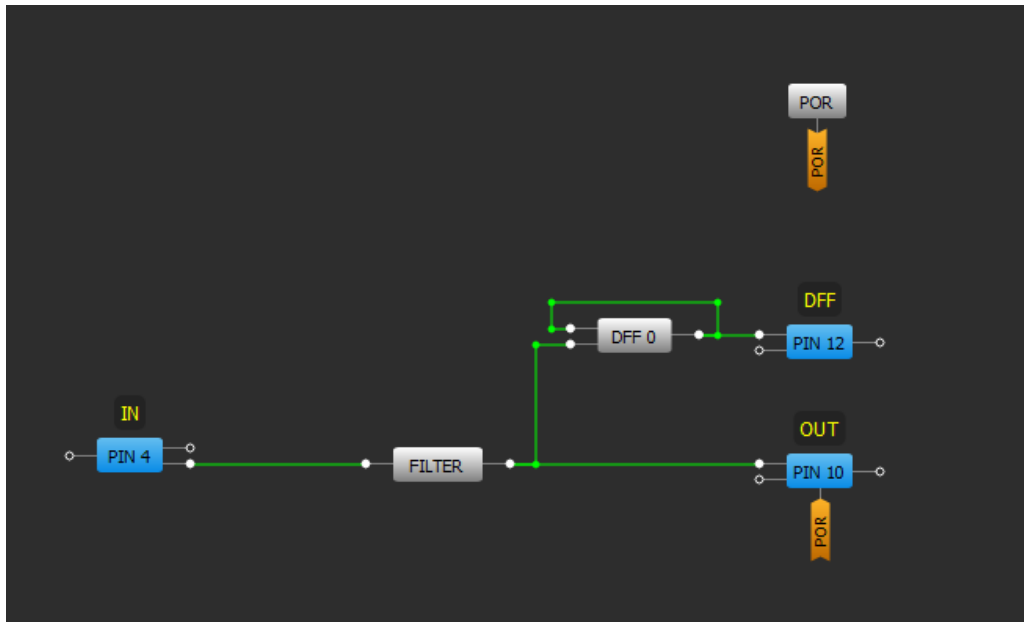 POR
POR
DFF
DFF 0
PIN 12
IN
PIN 4
FILTER
OUT
PIN 10
POR